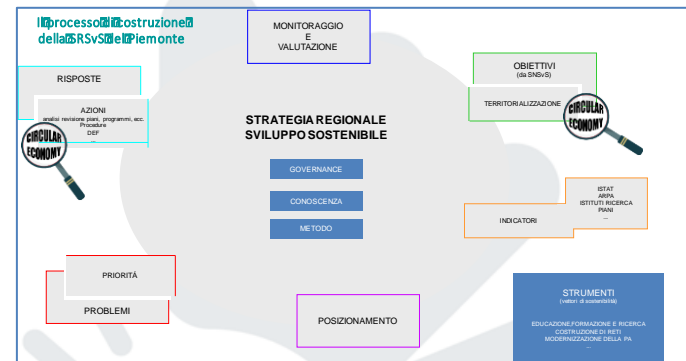 Il processo di costruzione
della SRSvS del Piemonte
MONITORAGGIO
E
VALUTAZIONE
RISPOSTE
AZIONI
analisi revisione piani, programmi, ecc.
Procedure
DEF
...
CIRCULAR
ECONOMY
OBIETTIVI
(da SNSvS)
TERRITORIALIZZAZIONE
CIRCULAR
ECONOMY
STRATEGIA REGIONALE
SVILUPPO SOSTENIBILE
GOVERNANCE
CONOSCENZA
METODO
ISTAT
ARPA
ISTITUTI RICERCA
PIANI
...
INDICATORI
PRIORITÁ
PROBLEMI
POSIZIONAMENTO
STRUMENTI
(vettori di sostenibilità)
EDUCAZIONE,FORMAZIONE E RICERCA
COSTRUZIONE DI RETI
MODERNIZZAZIONE DELLA PA
...